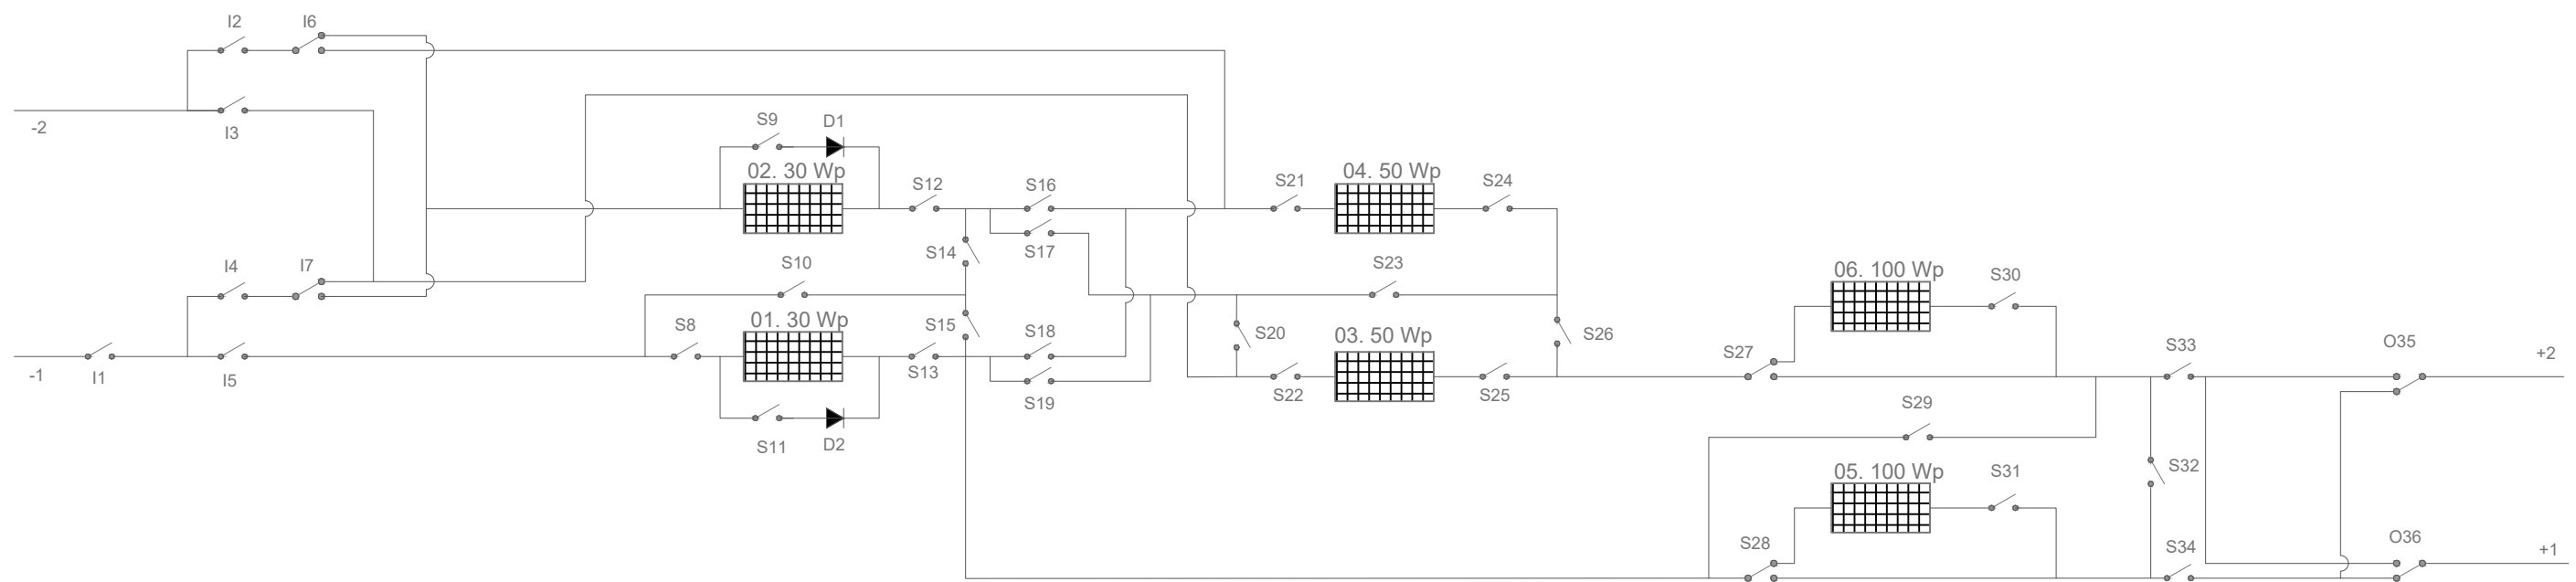 I2
I6
-2
I3
S9
D1
02. 30 Wp
S12
S16
S17
S21
04. 50 Wp
S24
I4
I7
S14
S10
S23
01. 30 Wp
S8
S15
S18
S20
03. 50 Wp
S26
06. 100 Wp
S30
-1
I1
I5
S13
S19
S22
S25
S27
S33
O35
+2
S11
D2
S29
05. 100 Wp
S31
S32
S28
S34
O36
+1